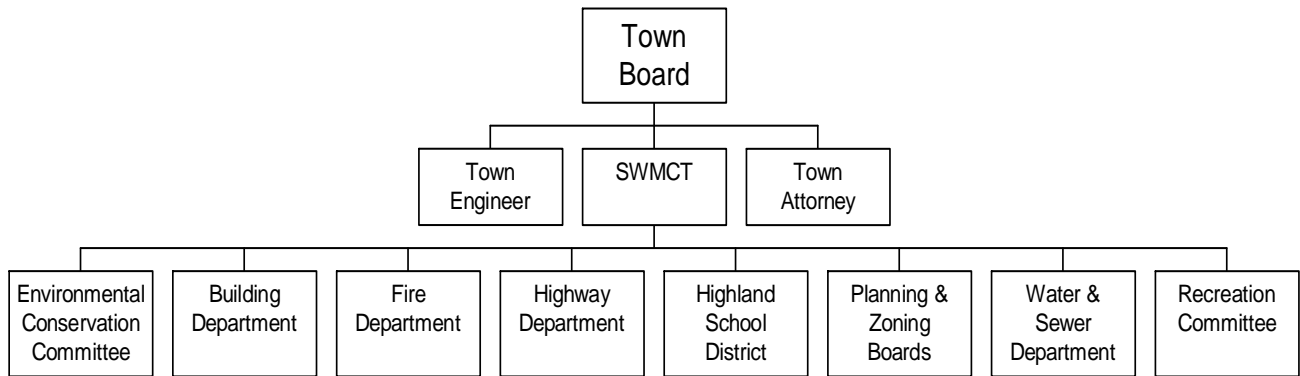 Town
Board
Town
Engineer
SWMCT
Town
Attorney
Environmental
Conservation
Committee
Building
Department
Fire
Department
Highway
Department
Highland
School
District
Planning &
Zoning
Boards
Water &
Sewer
Department
Recreation
Committee